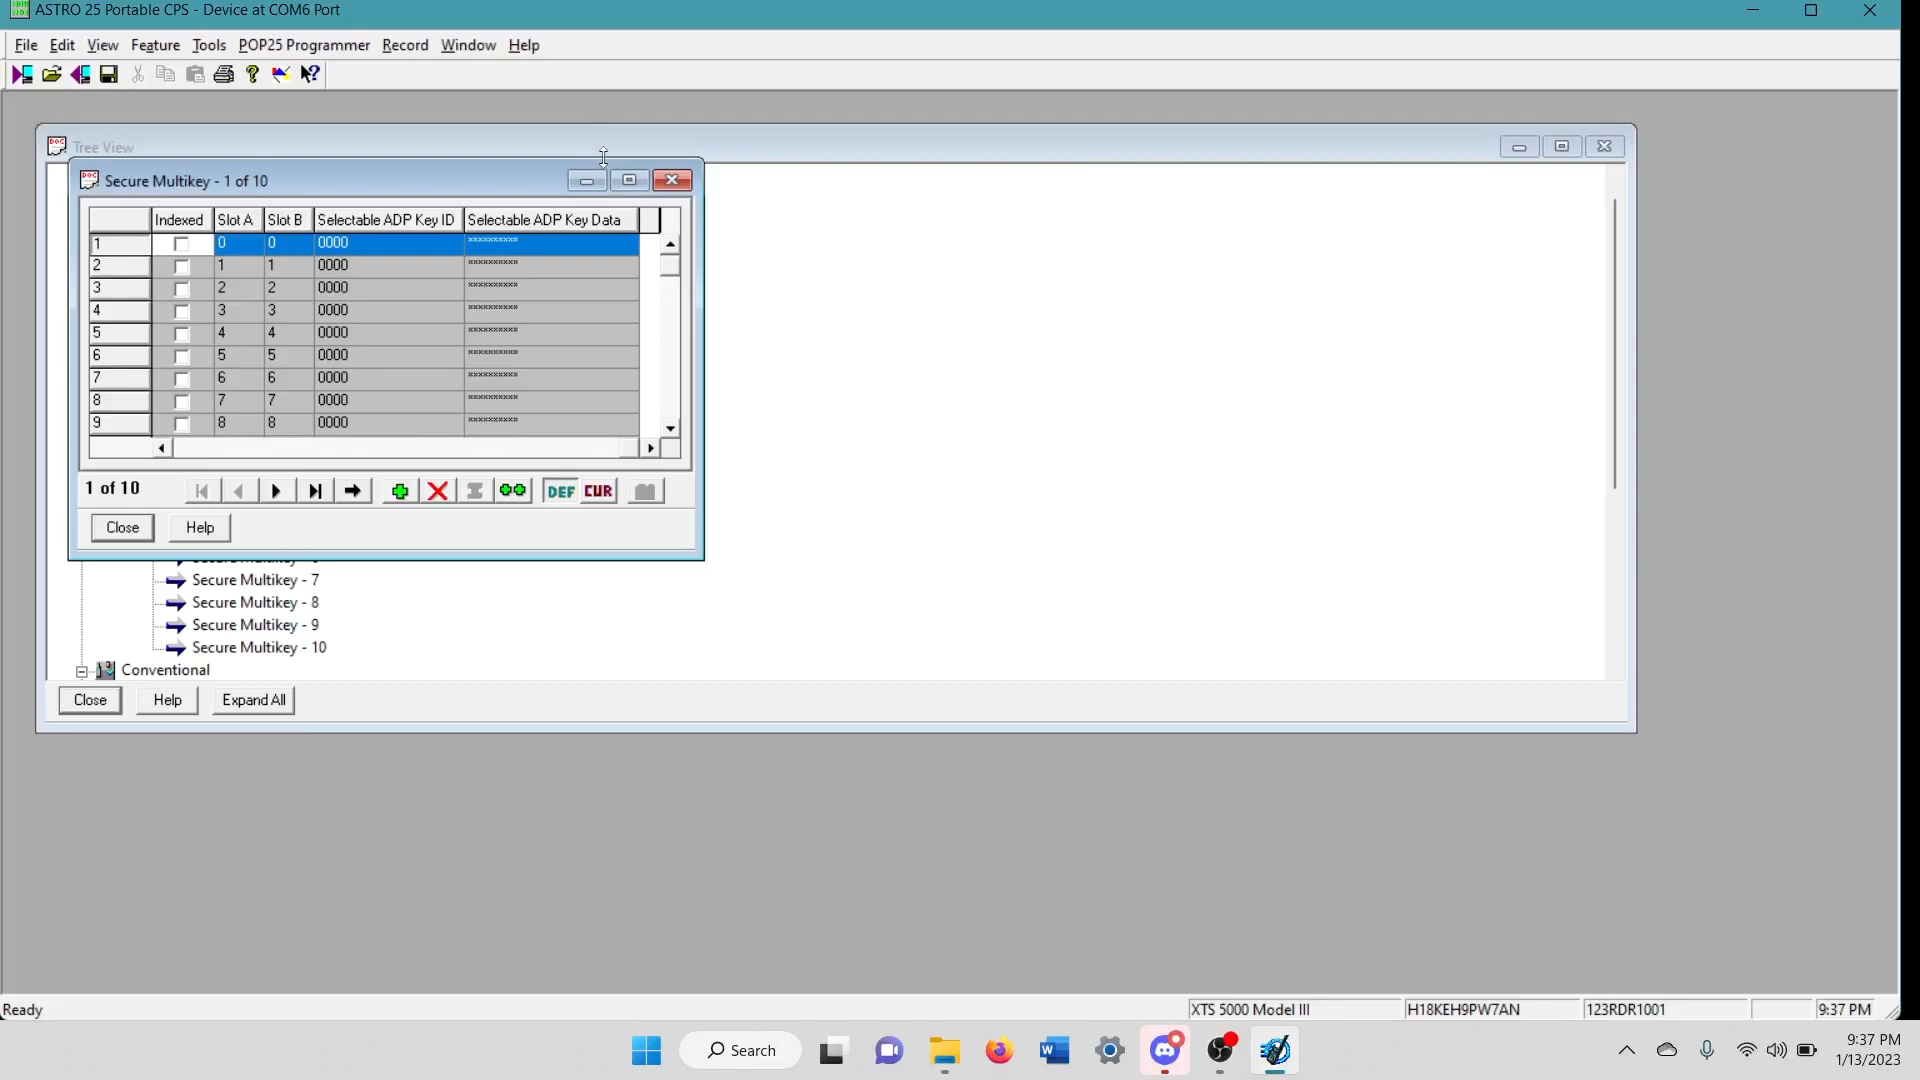 ASTRO 25 Portable CPS - Device at COM6 Port
File Edit View Feature Tools POP25 Programmer Record Window Help
Tree View
Secure Multikey - 1 of 10
Indexed Slot A Slot B Selectable ADP Key ID Selectable ADP Key Data
1 0 0 0000 **********
2 1 1 0000 **********
3 2 2 0000 **********
4 3 3 0000 **********
5 4 4 0000 **********
6 5 5 0000 **********
7 6 6 0000 **********
8 7 7 0000 **********
9 8 8 0000 **********
1 of 10 DEF CUR
Close Help
Secure Multikey - 7
Secure Multikey - 8
Secure Multikey - 9
Secure Multikey - 10
Conventional
Close Help Expand All
Ready XTS 5000 Model III H18KEH9PW7AN 123RDR1001 9:37 PM
Search
9:37 PM
1/13/2023